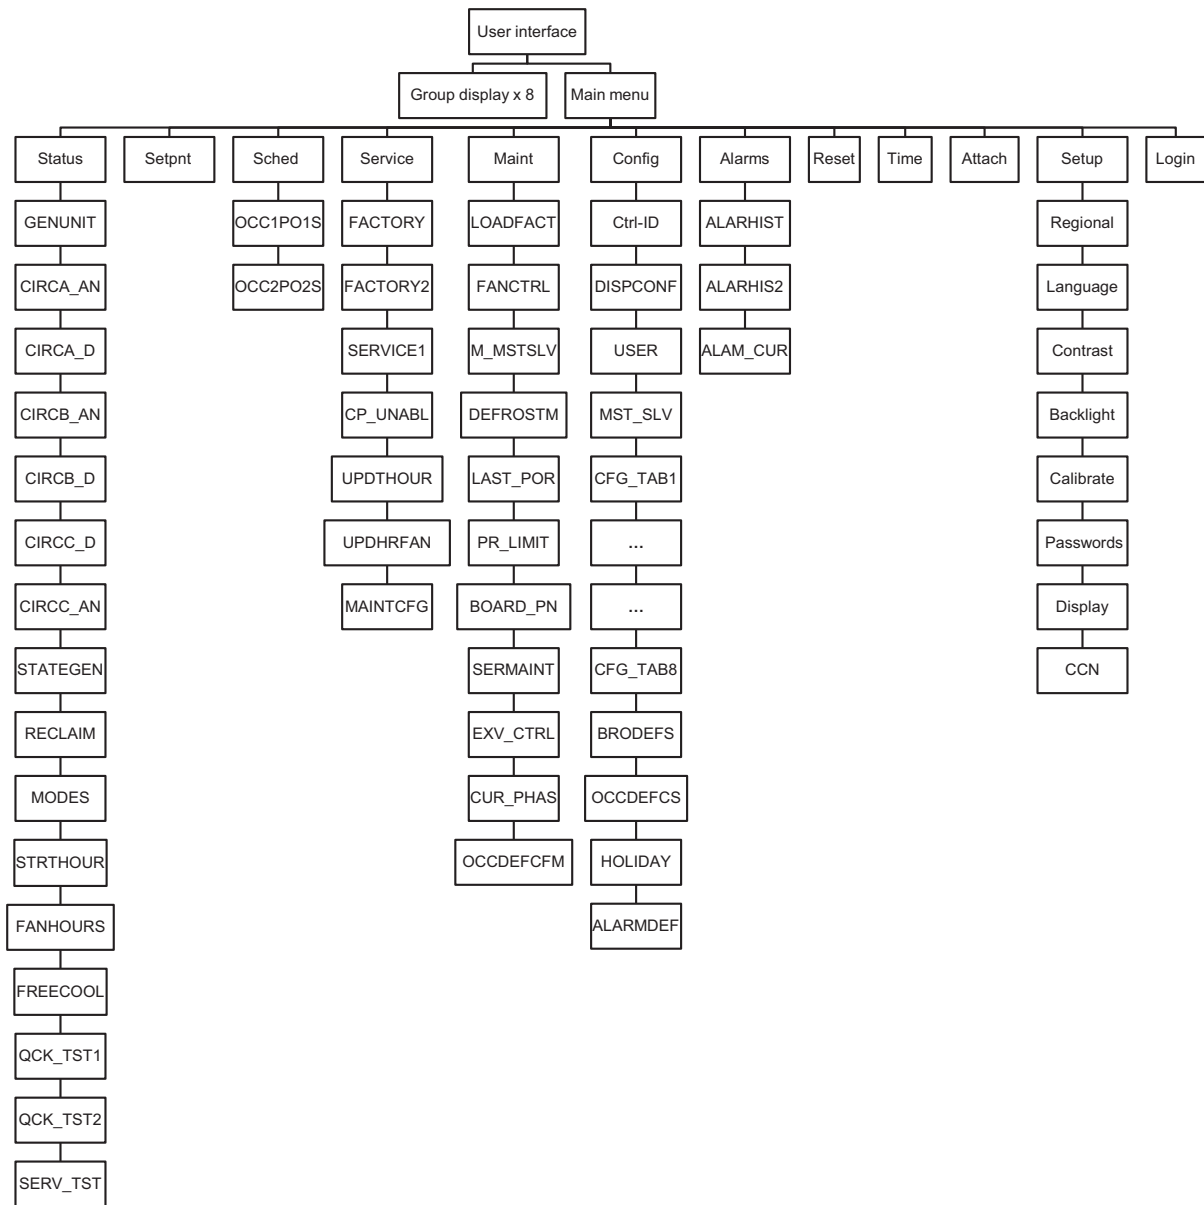 User interface
Group display x 8
Main menu
Status
Setpnt
Sched
Service
Maint
Config
Alarms
Reset
Time
Attach
Setup
Login
GENUNIT
CIRCA_AN
CIRCA_D
CIRCB_AN
CIRCB_D
CIRCC_D
CIRCC_AN
STATEGEN
RECLAIM
MODES
STRTHOUR
FANHOURS
FREECOOL
QCK_TST1
QCK_TST2
SERV_TST
OCC1PO1S
OCC2PO2S
FACTORY
FACTORY2
SERVICE1
CP_UNABL
UPDTHOUR
UPDHRFAN
MAINTCFG
LOADFACT
FANCTRL
M_MSTSLV
DEFROSTM
LAST_POR
PR_LIMIT
BOARD_PN
SERMAINT
EXV_CTRL
CUR_PHAS
OCCDEFCFM
Ctrl-ID
DISPCONF
USER
MST_SLV
CFG_TAB1
...
...
CFG_TAB8
BRODEFS
OCCDEFCS
HOLIDAY
ALARMDEF
ALARHIST
ALARHIS2
ALAM_CUR
Regional
Language
Contrast
Backlight
Calibrate
Passwords
Display
CCN